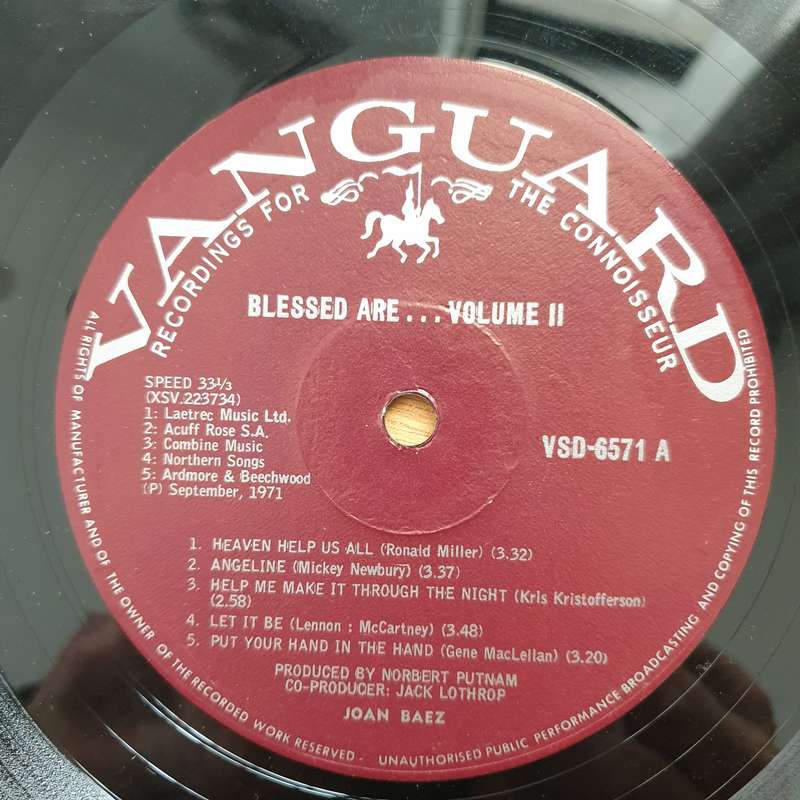 VANGUARD
RECORDINGS FOR THE CONNOISSEUR
BLESSED ARE... VOLUME II
SPEED 33⅓
(XSV.223734)
1: Laetrec Music Ltd.
2: Acuff Rose S.A.
3: Combine Music
4: Northern Songs
5: Ardmore & Beechwood
(P) September, 1971
VSD-6571 A
1. HEAVEN HELP US ALL (Ronald Miller) (3.32)
2. ANGELINE (Mickey Newbury) (3.37)
3. HELP ME MAKE IT THROUGH THE NIGHT (Kris Kristofferson)
(2.58)
4. LET IT BE (Lennon ; McCartney) (3.48)
5. PUT YOUR HAND IN THE HAND (Gene MacLellan) (3.20)
PRODUCED BY NORBERT PUTNAM
CO-PRODUCER: JACK LOTHROP
JOAN BAEZ
ALL RIGHTS OF MANUFACTURER AND OF THE OWNER OF THE RECORDED WORK RESERVED - UNAUTHORISED PUBLIC PERFORMANCE BROADCASTING AND COPYING OF THIS RECORD PROHIBITED